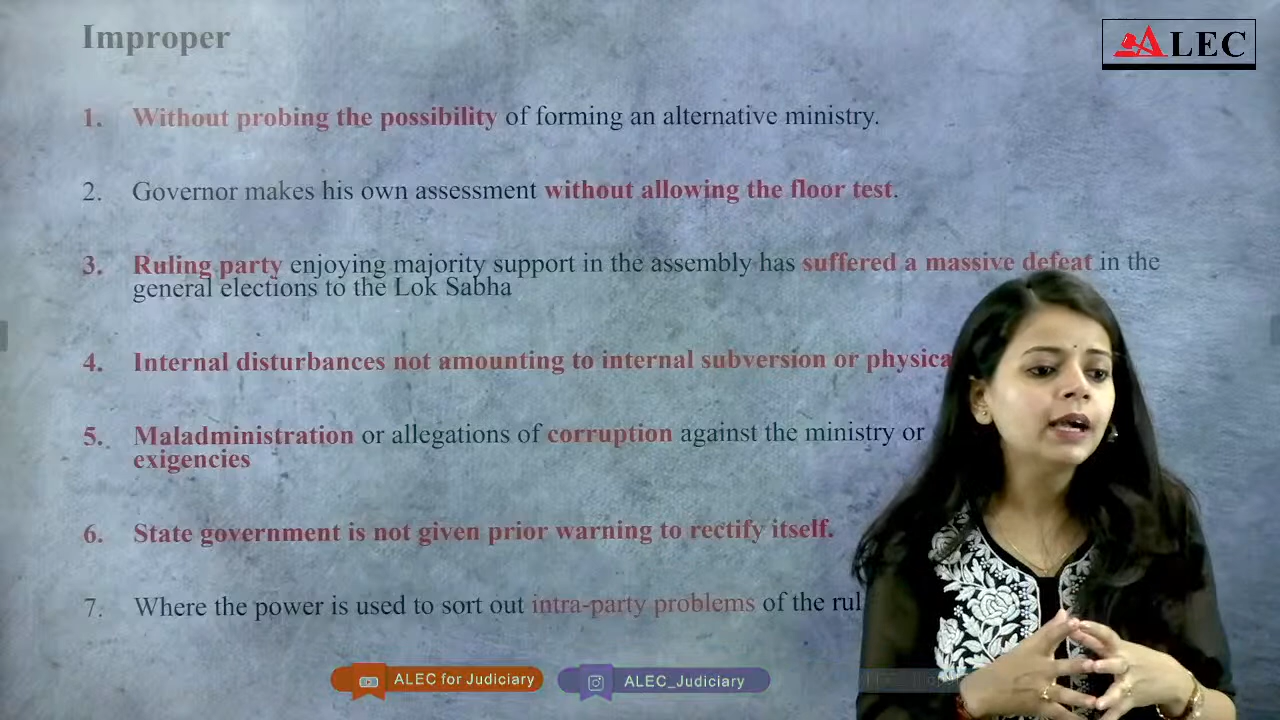 Improper
ALEC
1. Without probing the possibility of forming an alternative ministry.
2. Governor makes his own assessment without allowing the floor test.
3. Ruling party enjoying majority support in the assembly has suffered a massive defeat in the
general elections to the Lok Sabha
4. Internal disturbances not amounting to internal subversion or
5. Maladministration or allegations of corruption against the ministry or
exigencies
6. State government is not given prior warning to rectify itself.
7. Where the power is used to sort out intra-party problems of the
ALEC for Judiciary
ALEC_Judiciary